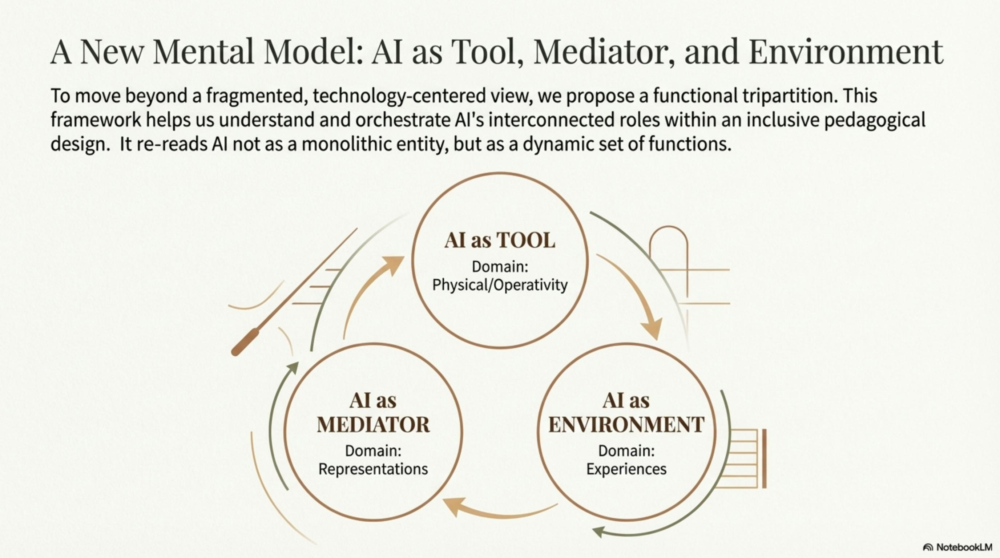 A New Mental Model: AI as Tool, Mediator, and Environment
To move beyond a fragmented, technology-centered view, we propose a functional tripartition. This
framework helps us understand and orchestrate AI's interconnected roles within an inclusive pedagogical
design.  It re-reads AI not as a monolithic entity, but as a dynamic set of functions.
AI as TOOL
Domain:
Physical/Operativity
AI as
MEDIATOR
Domain:
Representations
AI as
ENVIRONMENT
Domain:
Experiences
NotebookLM